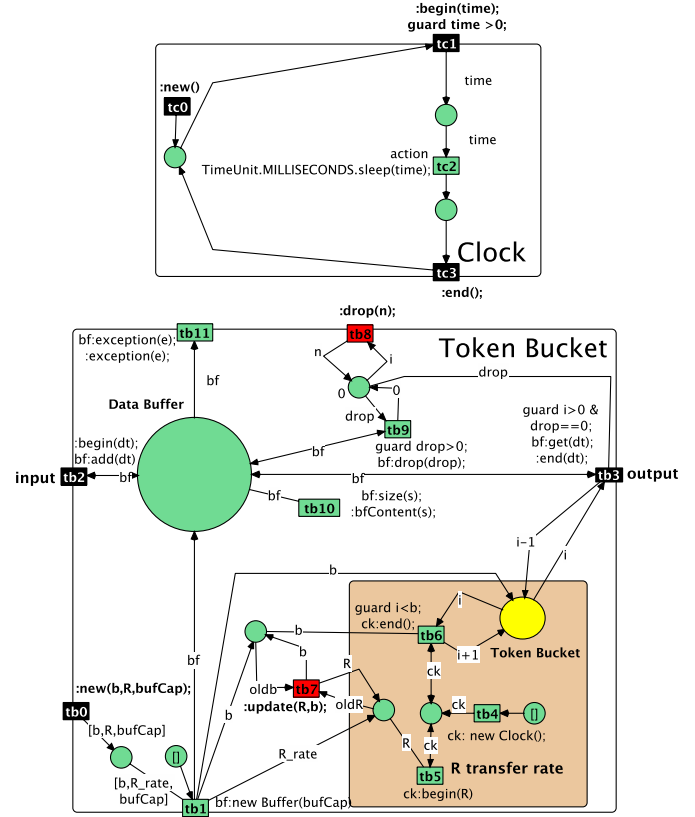 :begin(time);
guard time >0;
tc1
time
:new()
tc0
time
action
TimeUnit.MILLISECONDS.sleep(time);
tc2
Clock
tc3
:end();
:drop(n);
tb11
tb8
bf:exception(e);
:exception(e);
Token Bucket
n
i
bf
drop
0
0
Data Buffer
drop
tb9
guard i>0 &
drop==0;
bf:get(dt);
:end(dt);
guard drop>0;
bf:drop(drop);
bf
:begin(dt);
bf:add(dt)
input
tb2
bf
bf
tb3
output
bf
bf:size(s);
:bfContent(s);
tb10
i-1
i
b
guard i<b;
ck:end();
i
b
tb6
i+1
Token Bucket
b
bf
R
ck
oldb
tb7
:new(b,R,bufCap);
:update(R,b);
oldR
ck
tb0
b
tb4
[]
[b,R,bufCap]
ck: new Clock();
R
ck
[]
R_rate
R transfer rate
tb5
[b,R_rate,
bufCap]
ck:begin(R)
tb1
bf:new Buffer(bufCap)